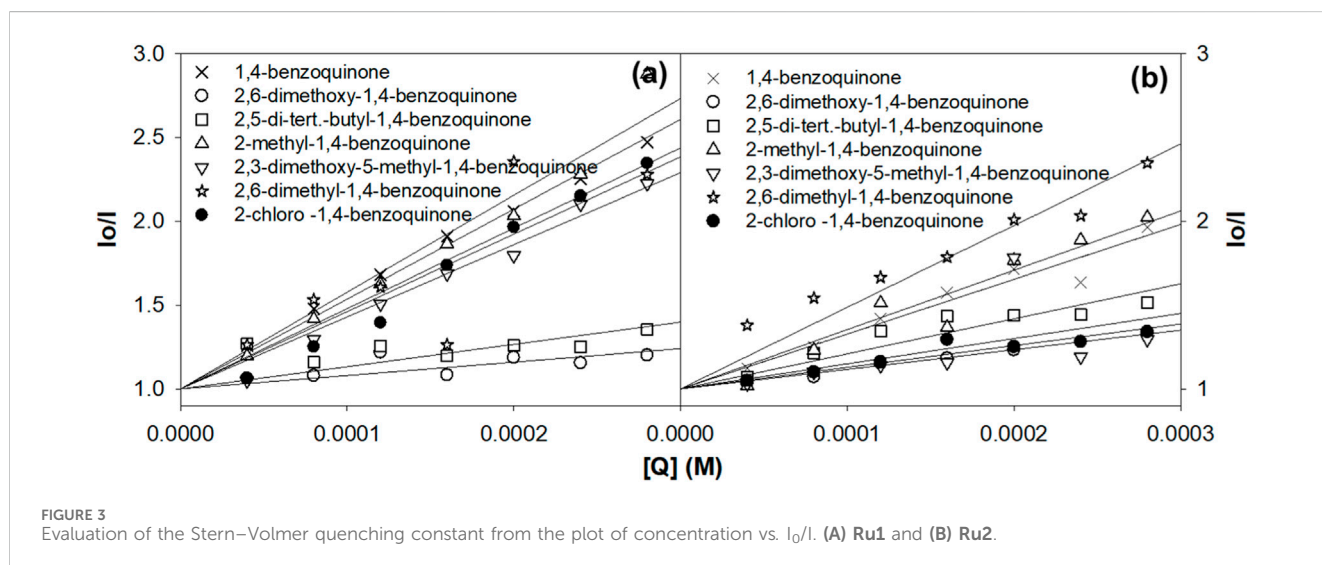 3.0
2.5
2.0
1.5
1.0
Io/I
(a)
1,4-benzoquinone
2,6-dimethoxy-1,4-benzoquinone
2,5-di-tert.-butyl-1,4-benzoquinone
2-methyl-1,4-benzoquinone
2,3-dimethoxy-5-methyl-1,4-benzoquinone
2,6-dimethyl-1,4-benzoquinone
2-chloro -1,4-benzoquinone
(b)
1,4-benzoquinone
2,6-dimethoxy-1,4-benzoquinone
2,5-di-tert.-butyl-1,4-benzoquinone
2-methyl-1,4-benzoquinone
2,3-dimethoxy-5-methyl-1,4-benzoquinone
2,6-dimethyl-1,4-benzoquinone
2-chloro -1,4-benzoquinone
3
2
1
Io/I
0.0000 0.0001 0.0002 0.0000 0.0001 0.0002 0.0003
[Q] (M)
FIGURE 3
Evaluation of the Stern–Volmer quenching constant from the plot of concentration vs. I₀/I. (A) Ru1 and (B) Ru2.